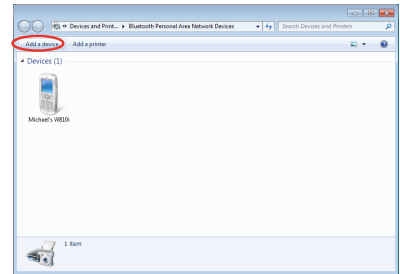 « Devices and Print... ▸ Bluetooth Personal Area Network Devices
Search Devices and Printers
Add a device
Add a printer
Devices (1)
Michael's W810i
1 item